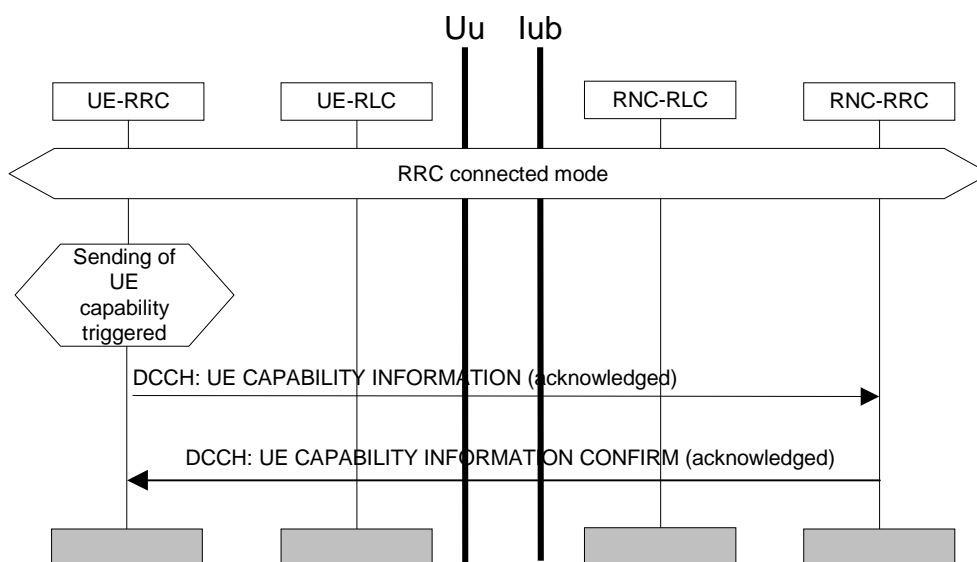 Uu Iub
UE-RRC UE-RLC RNC-RLC RNC-RRC
RRC connected mode
Sending of
UE
capability
triggered
DCCH: UE CAPABILITY INFORMATION (acknowledged)
DCCH: UE CAPABILITY INFORMATION CONFIRM (acknowledged)